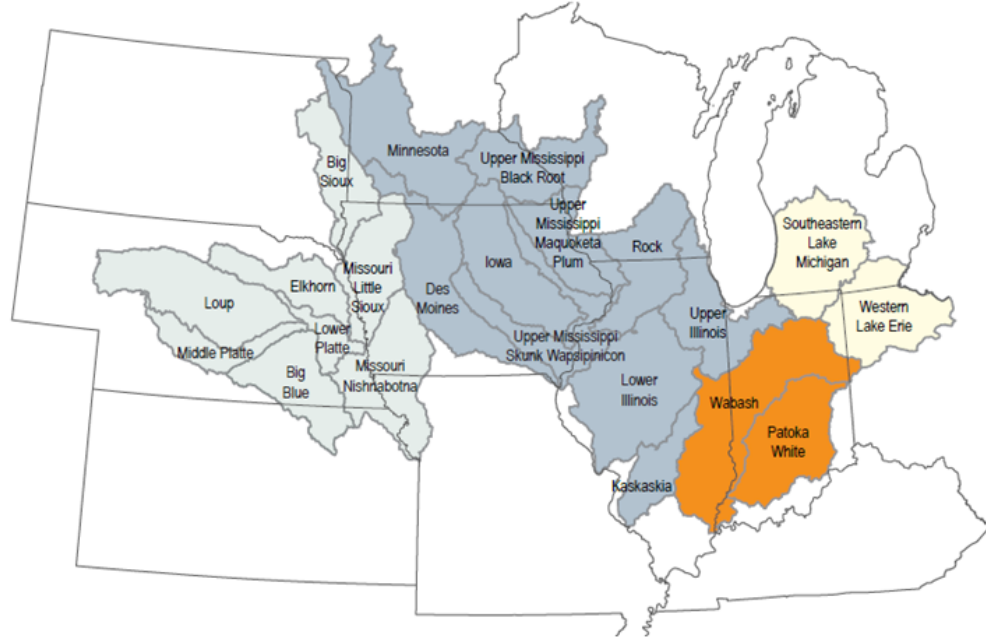 Minnesota
Upper Mississippi
Black Root
Big
Sioux
Upper
Mississippi
Maquoketa
Plum
Southeastern
Lake
Michigan
Rock
Iowa
Missouri
Little
Sioux
Elkhorn
Loup
Des
Moines
Upper
Illinois
Western
Lake Erie
Lower
Platte
Middle Platte
Upper Mississippi
Skunk Wapsipinicon
Big
Blue
Missouri
Nishnabotna
Lower
Illinois
Wabash
Patoka
White
Kaskaskia